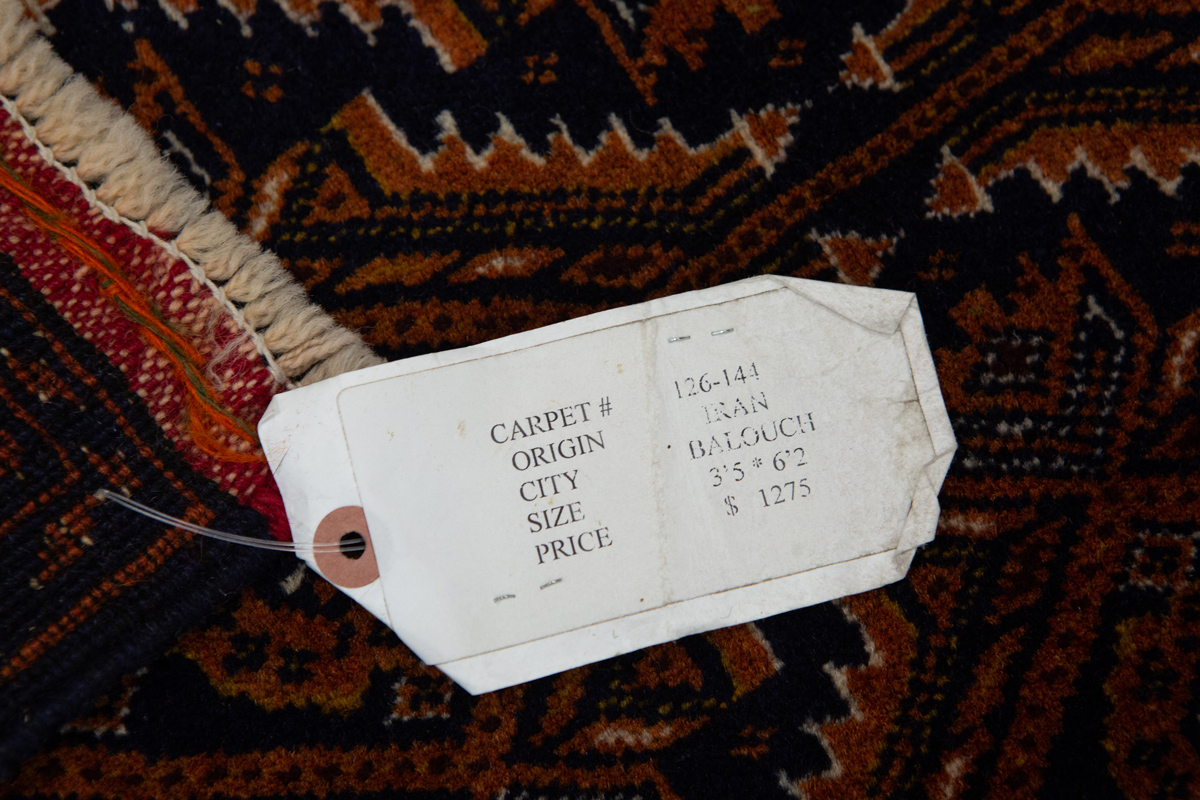 CARPET # 126-144
ORIGIN IRAN
CITY BALOUCH
SIZE 3'5 * 6'2
PRICE $ 1275